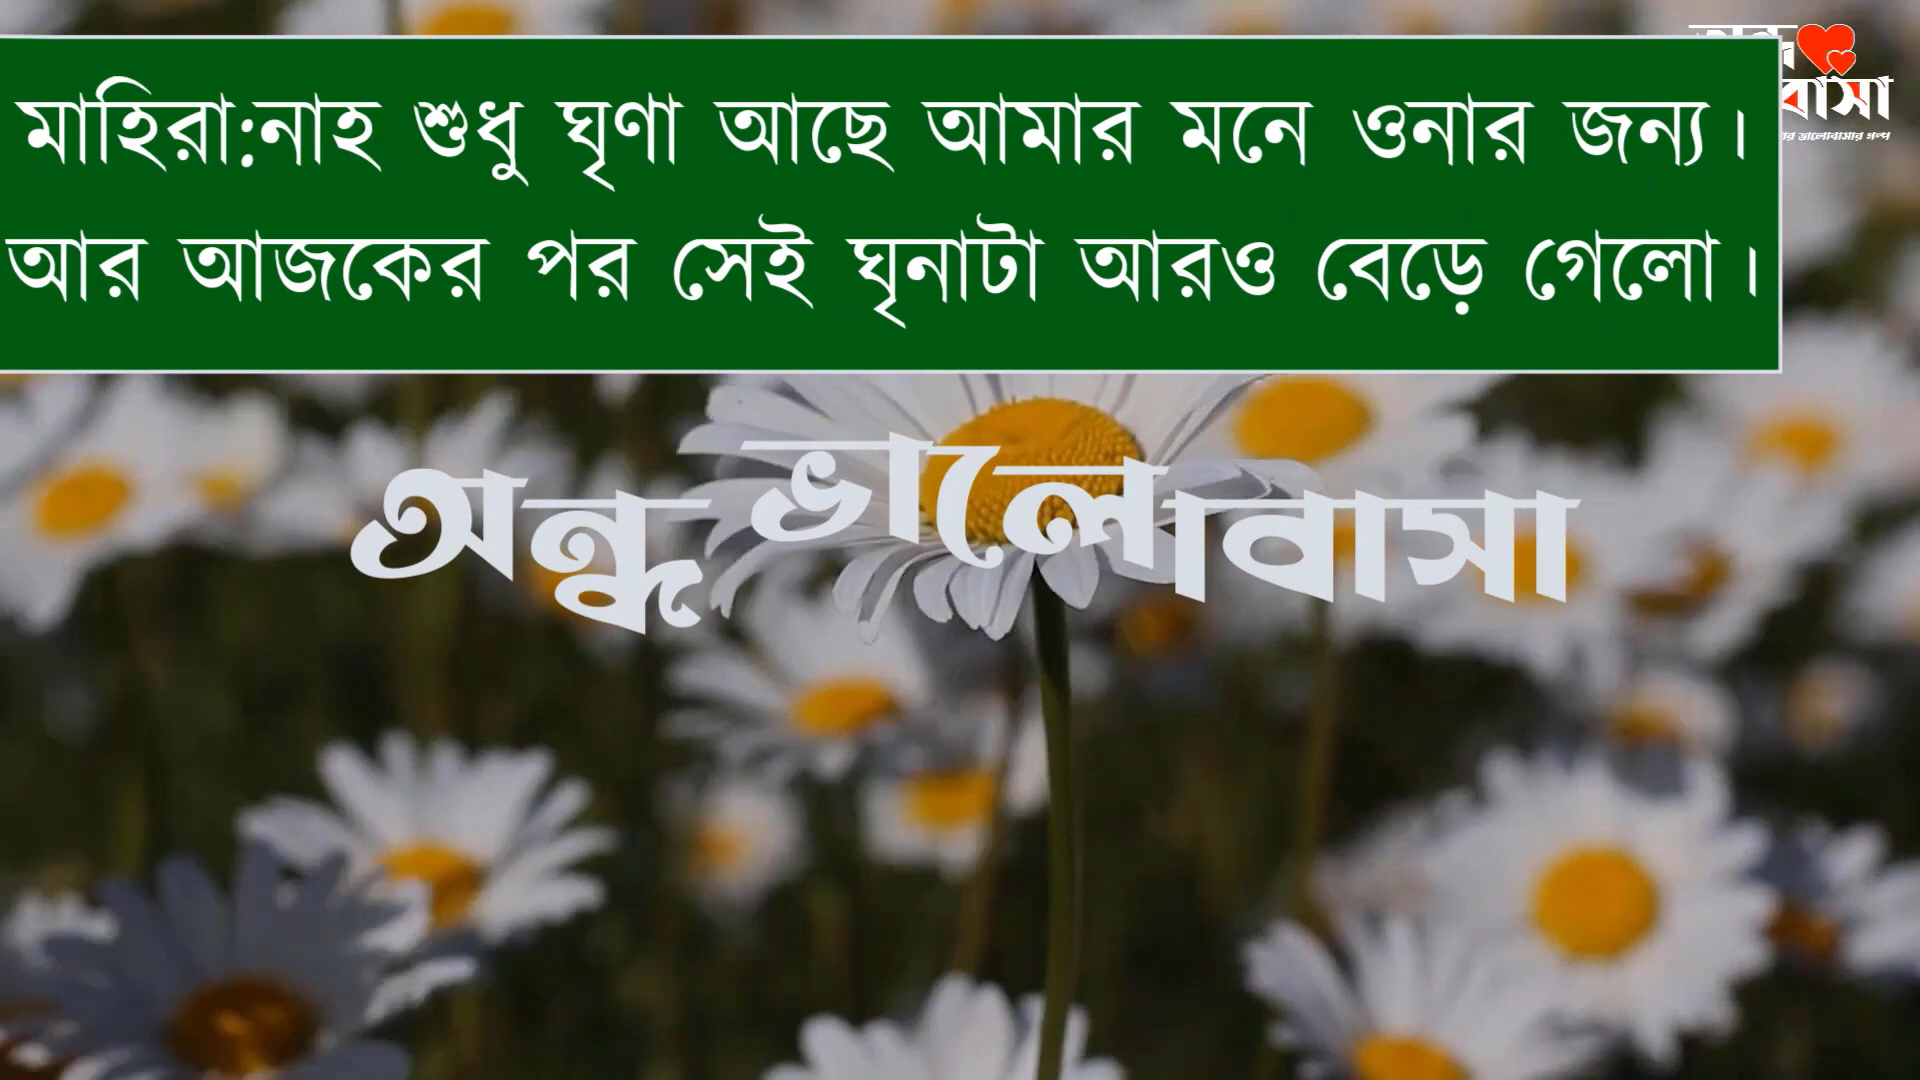 মাহিরা:নাহ শুধু ঘৃণা আছে আমার মনে ওনার জন্য।
আর আজকের পর সেই ঘৃনাটা আরও বেড়ে গেলো।
অন্ধ ভালোবাসা